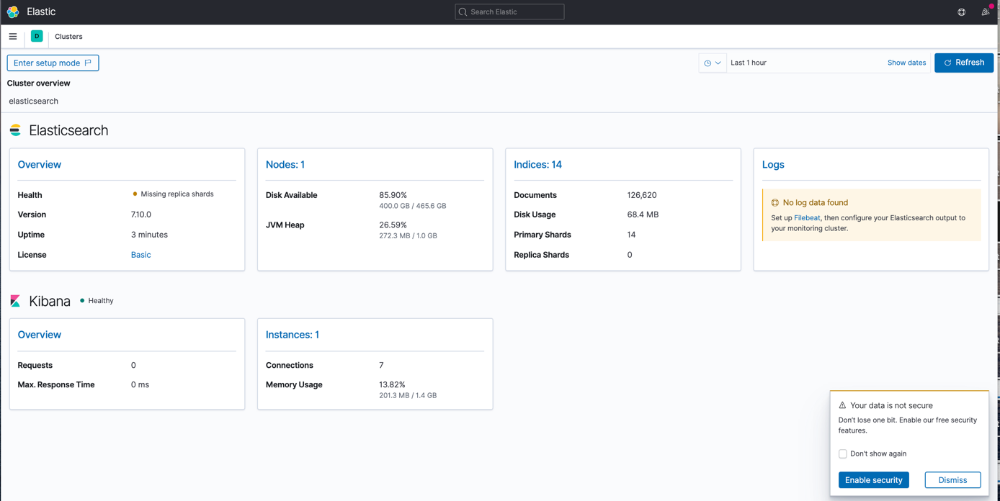 Elastic
Search Elastic
D
Clusters
Enter setup mode
Last 1 hour
Show dates
Refresh
Cluster overview
elasticsearch
Elasticsearch
Overview
Health Missing replica shards
Version 7.10.0
Uptime 3 minutes
License Basic
Nodes: 1
Disk Available 85.90%
400.0 GB / 465.6 GB
JVM Heap 26.59%
272.3 MB / 1.0 GB
Indices: 14
Documents 126,620
Disk Usage 68.4 MB
Primary Shards 14
Replica Shards 0
Logs
No log data found
Set up Filebeat, then configure your Elasticsearch output to
your monitoring cluster.
Kibana Healthy
Overview
Requests 0
Max. Response Time 0 ms
Instances: 1
Connections 7
Memory Usage 13.82%
201.3 MB / 1.4 GB
Your data is not secure
Don't lose one bit. Enable our free security
features.
Don't show again
Enable security
Dismiss